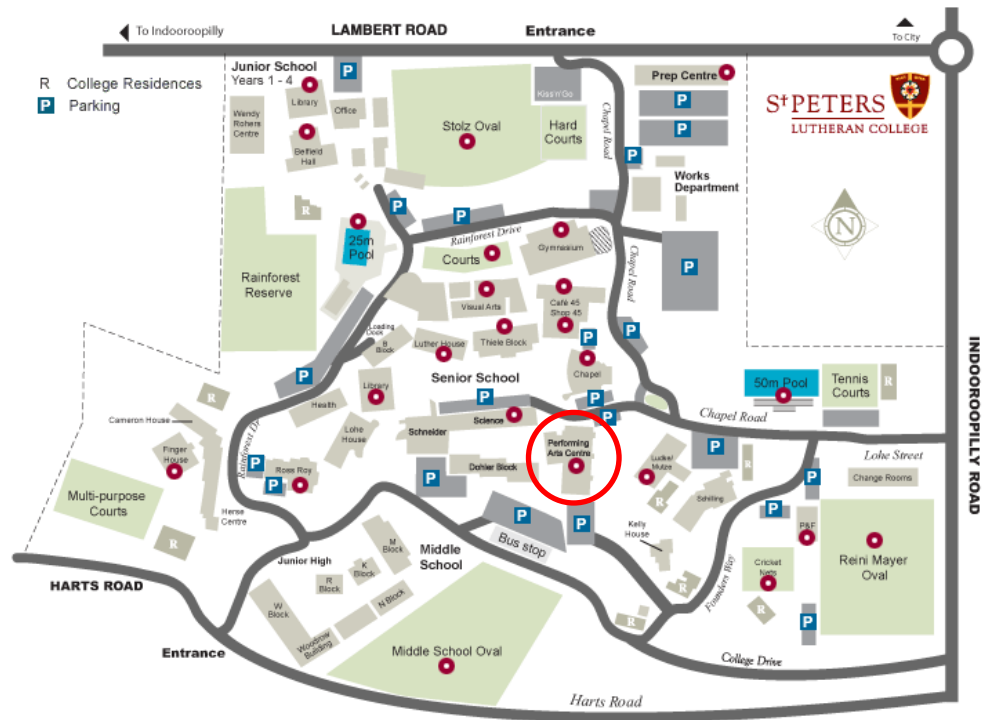 To Indooroopilly
LAMBERT ROAD
Entrance
To City
R College Residences
P Parking
Junior School
Years 1 - 4
P
Library
Office
Wendy
Rohers
Centre
Belfield
Hall
Stolz Oval
Kiss'n'Go
Hard
Courts
Chapel Road
Prep Centre
P
P
P
Works
Department
St PETERS
LUTHERAN COLLEGE
N
R
P
P
25m
Pool
Rainforest Drive
Courts
Gymnasium
Chapel Road
P
Rainforest
Reserve
Visual Arts
Café 45
Shop 45
Loading
Dock
B
Block
Luther House
Thiele Block
P
P
Chapel
P
Senior School
INDOOROOPILLY ROAD
50m Pool
Tennis
Courts
R
R
Health
Library
P
P
P
Chapel Road
Cameron House
Rainforest Dr
Lohe
House
Schneider
Science
Performing
Arts Centre
Finger
House
P
P
Ross Roy
P
Dohler Block
Ludke/
Mutze
P
R
Lohe Street
Change Rooms
Multi-purpose
Courts
Herse
Centre
R
Schilling
R
P
P
P&F
P
P
Bus stop
Kelly
House
Founders Way
Reini Mayer
Oval
HARTS ROAD
Junior High
M
Block
K
Block
R
Block
N Block
W
Block
Woodrow
Building
Middle
School
Cricket
Nets
R
R
R
P
Entrance
Middle School Oval
College Drive
Harts Road